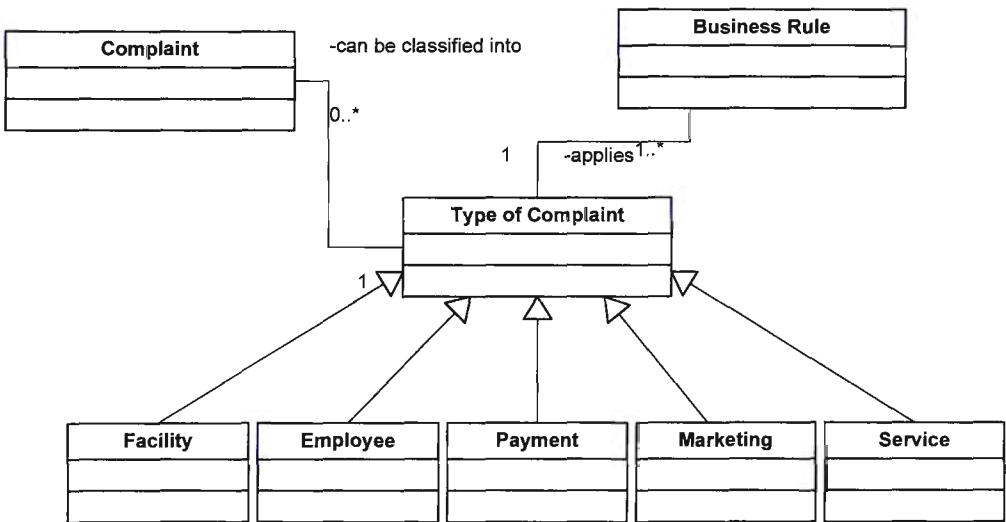 Complaint
-can be classified into
Business Rule
0..*
1
-applies
1..*
Type of Complaint
1
Facility
Employee
Payment
Marketing
Service